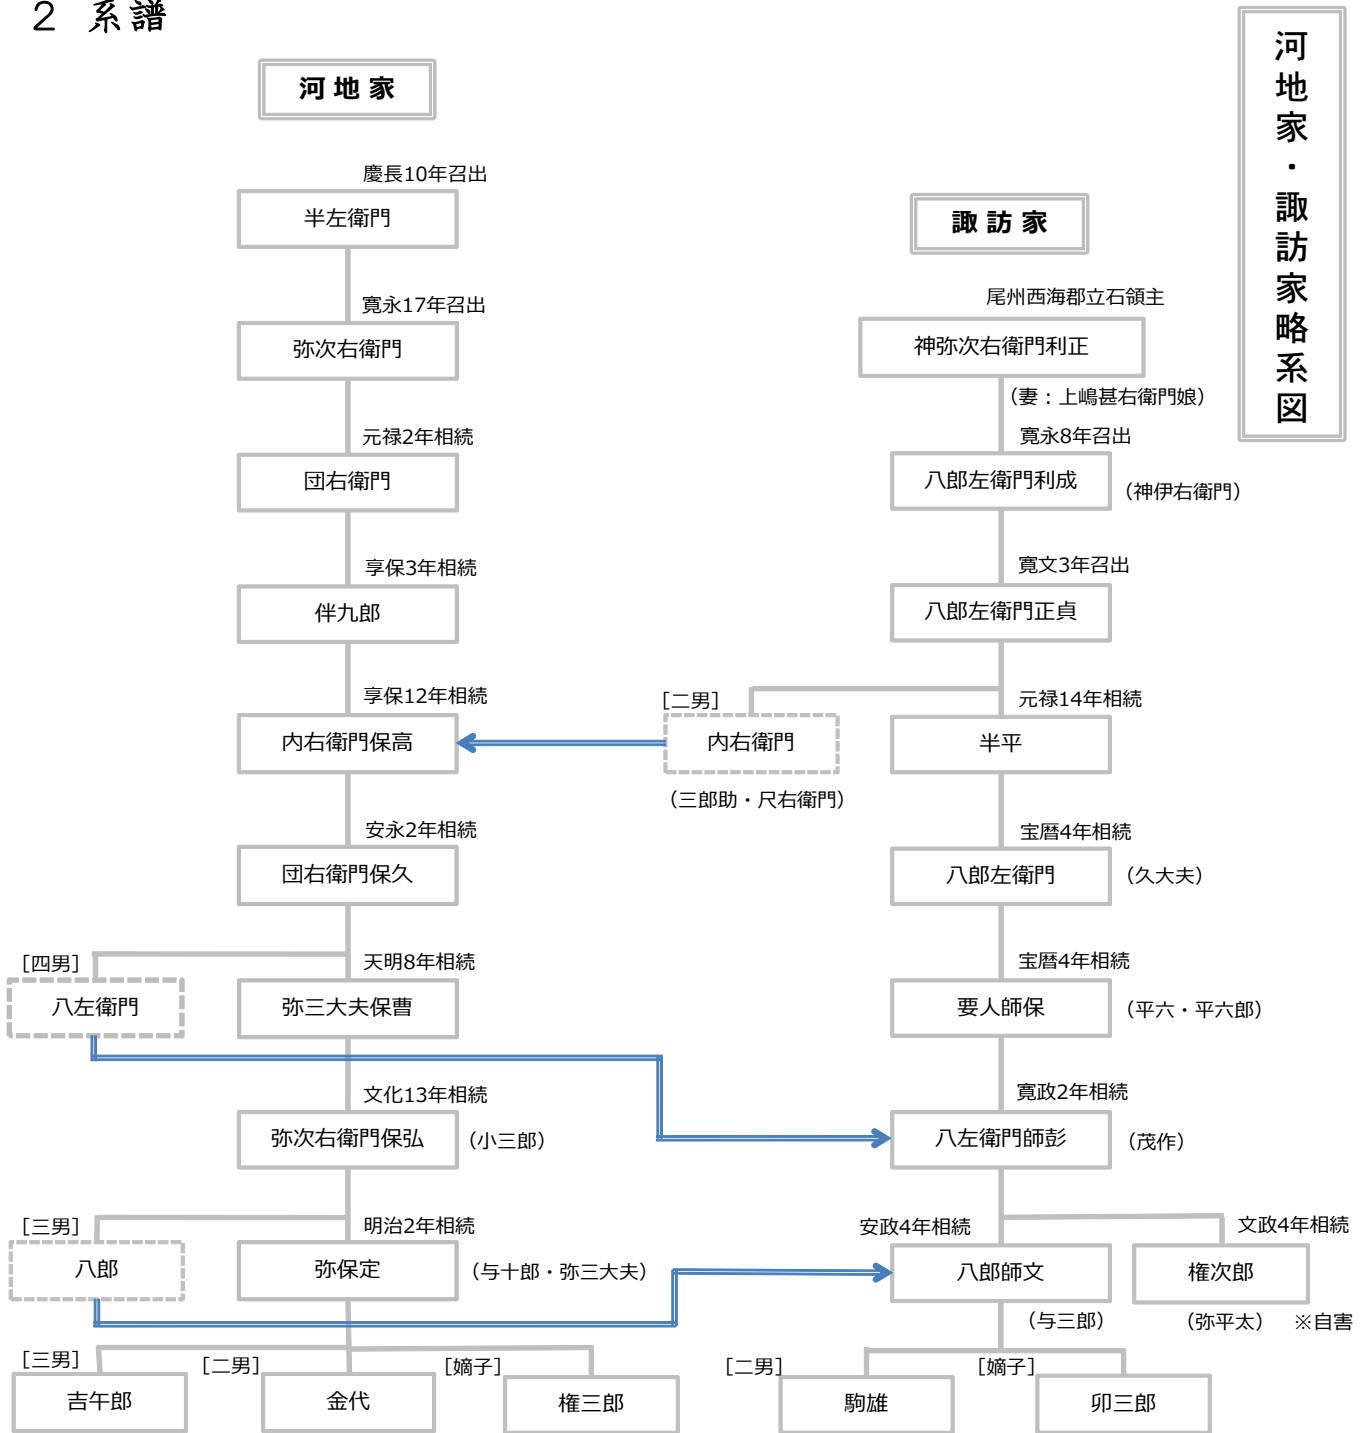 2 系譜
河地家・諏訪家略系図
河地家
慶長10年召出
半左衛門
寛永17年召出
弥次右衛門
元禄2年相続
団右衛門
享保3年相続
伴九郎
享保12年相続
内右衛門保高
安永2年相続
団右衛門保久
[四男]
八左衛門
天明8年相続
弥三大夫保曹
文化13年相続
弥次右衛門保弘
(小三郎)
[三男]
八郎
明治2年相続
弥保定
(与十郎・弥三大夫)
[三男]
吉午郎
[二男]
金代
[嫡子]
権三郎
諏訪家
尾州西海郡立石領主
神弥次右衛門利正
(妻:上嶋甚右衛門娘)
寛永8年召出
八郎左衛門利成
(神伊右衛門)
寛文3年召出
八郎左衛門正貞
[二男]
内右衛門
(三郎助・尺右衛門)
元禄14年相続
半平
宝暦4年相続
八郎左衛門
(久大夫)
宝暦4年相続
要人師保
(平六・平六郎)
寛政2年相続
八左衛門師彭
(茂作)
安政4年相続
八郎師文
(与三郎)
文政4年相続
権次郎
(弥平太) ※自害
[二男]
駒雄
[嫡子]
卯三郎